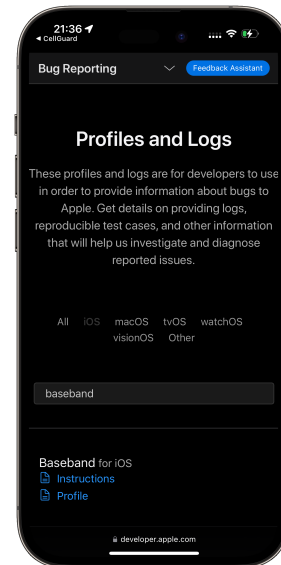 21:36
◀ CellGuard
Bug Reporting
Feedback Assistant
Profiles and Logs
These profiles and logs are for developers to use
in order to provide information about bugs to
Apple. Get details on providing logs,
reproducible test cases, and other information
that will help us investigate and diagnose
reported issues.
All iOS macOS tvOS watchOS
visionOS Other
baseband
Baseband for iOS
Instructions
Profile
developer.apple.com